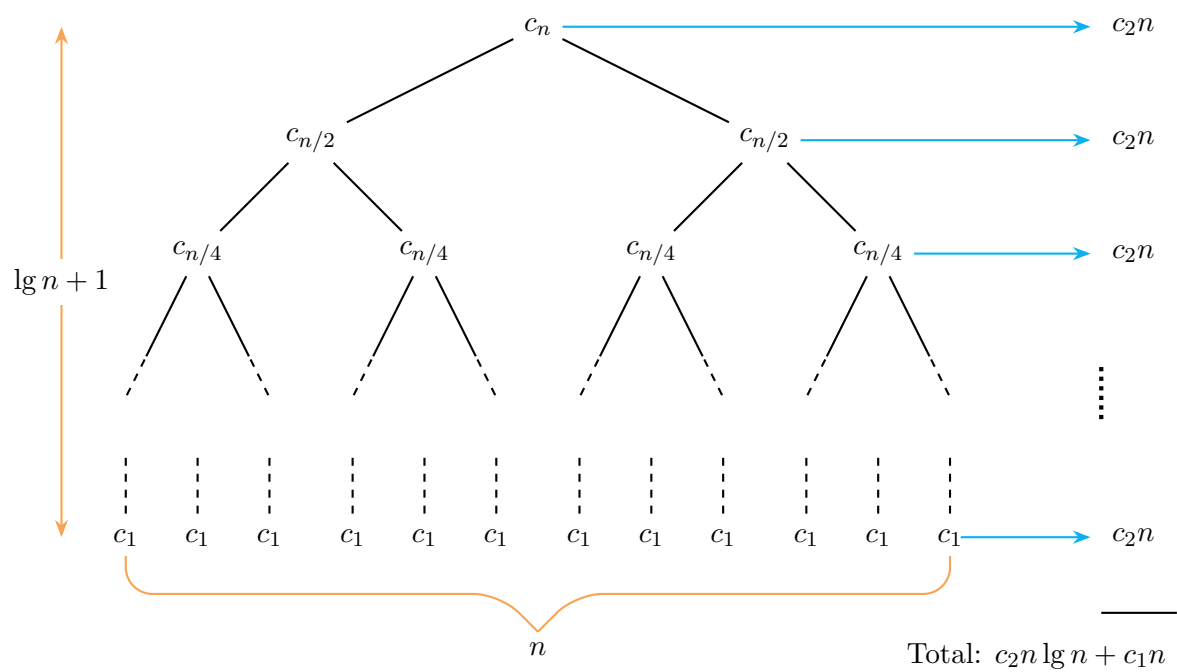 c_n c_2n
c_{n/2} c_{n/2} c_2n
c_{n/4} c_{n/4} c_{n/4} c_{n/4} c_2n
lg n + 1
c_1 c_1 c_1 c_1 c_1 c_1 c_1 c_1 c_1 c_1 c_1 c_1 c_2n
n
Total: c_2n lg n + c_1n